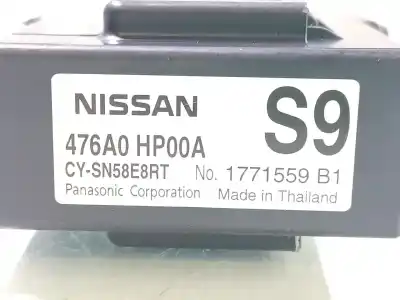 NISSAN S9
476A0 HP00A
CY-SN58E8RT No. 1771559 B1
Panasonic Corporation Made in Thailand